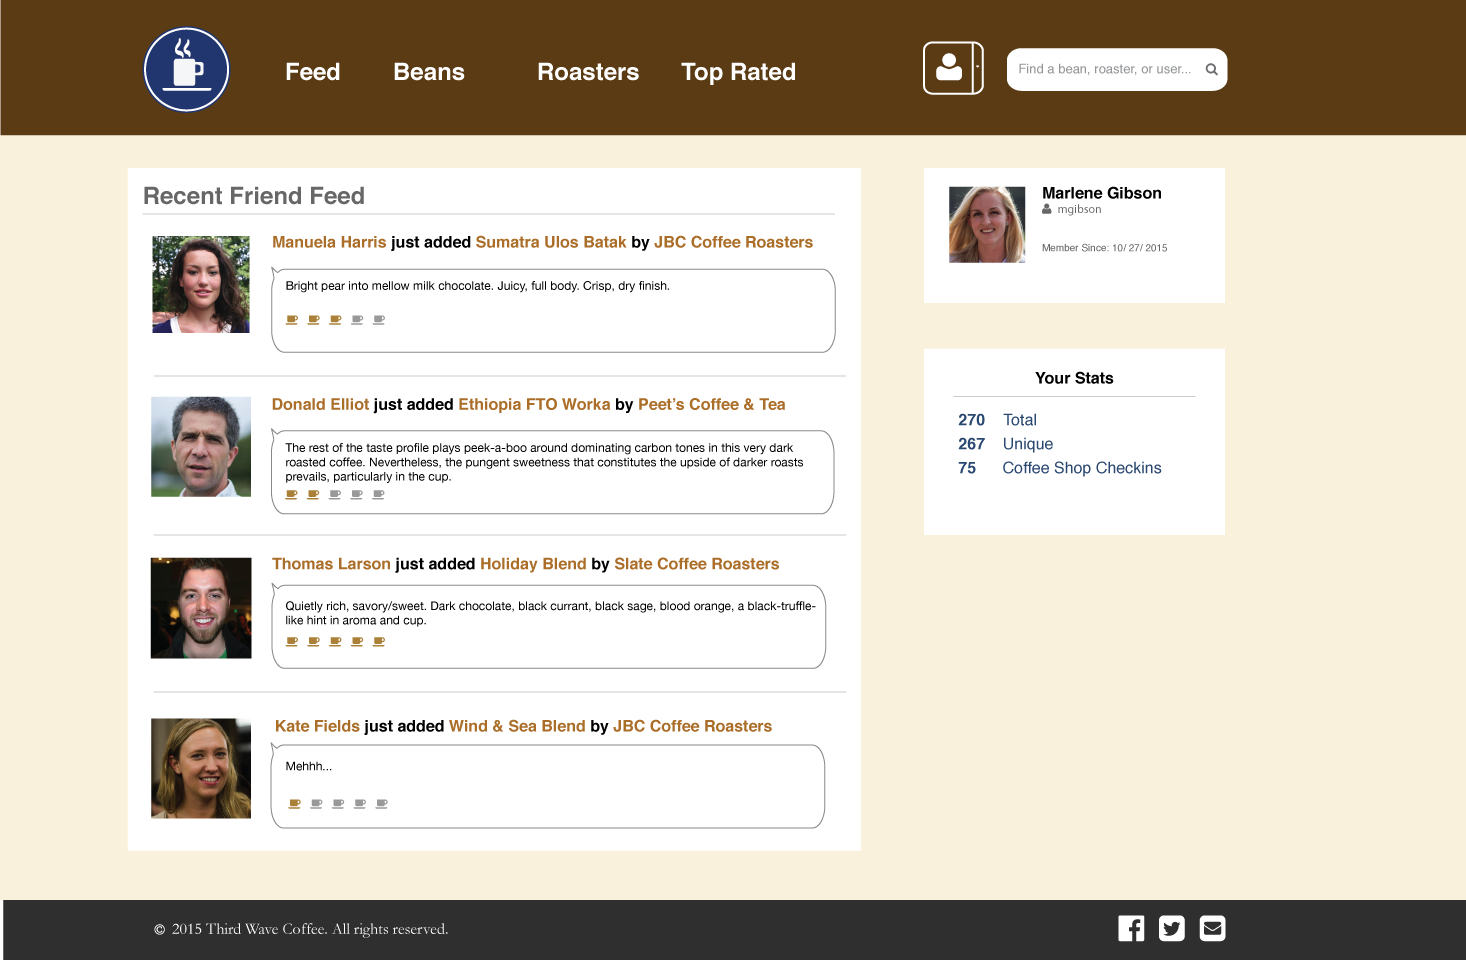 Feed Beans Roasters Top Rated Find a bean, roaster, or user...
Recent Friend Feed
Manuela Harris just added Sumatra Ulos Batak by JBC Coffee Roasters
Bright pear into mellow milk chocolate. Juicy, full body. Crisp, dry finish.
Donald Elliot just added Ethiopia FTO Worka by Peet’s Coffee & Tea
The rest of the taste profile plays peek-a-boo around dominating carbon tones in this very dark
roasted coffee. Nevertheless, the pungent sweetness that constitutes the upside of darker roasts
prevails, particularly in the cup.
Thomas Larson just added Holiday Blend by Slate Coffee Roasters
Quietly rich, savory/sweet. Dark chocolate, black currant, black sage, blood orange, a black-truffle-
like hint in aroma and cup.
Kate Fields just added Wind & Sea Blend by JBC Coffee Roasters
Mehhh...
Marlene Gibson
mgibson
Member Since: 10/ 27/ 2015
Your Stats
270 Total
267 Unique
75 Coffee Shop Checkins
© 2015 Third Wave Coffee. All rights reserved.